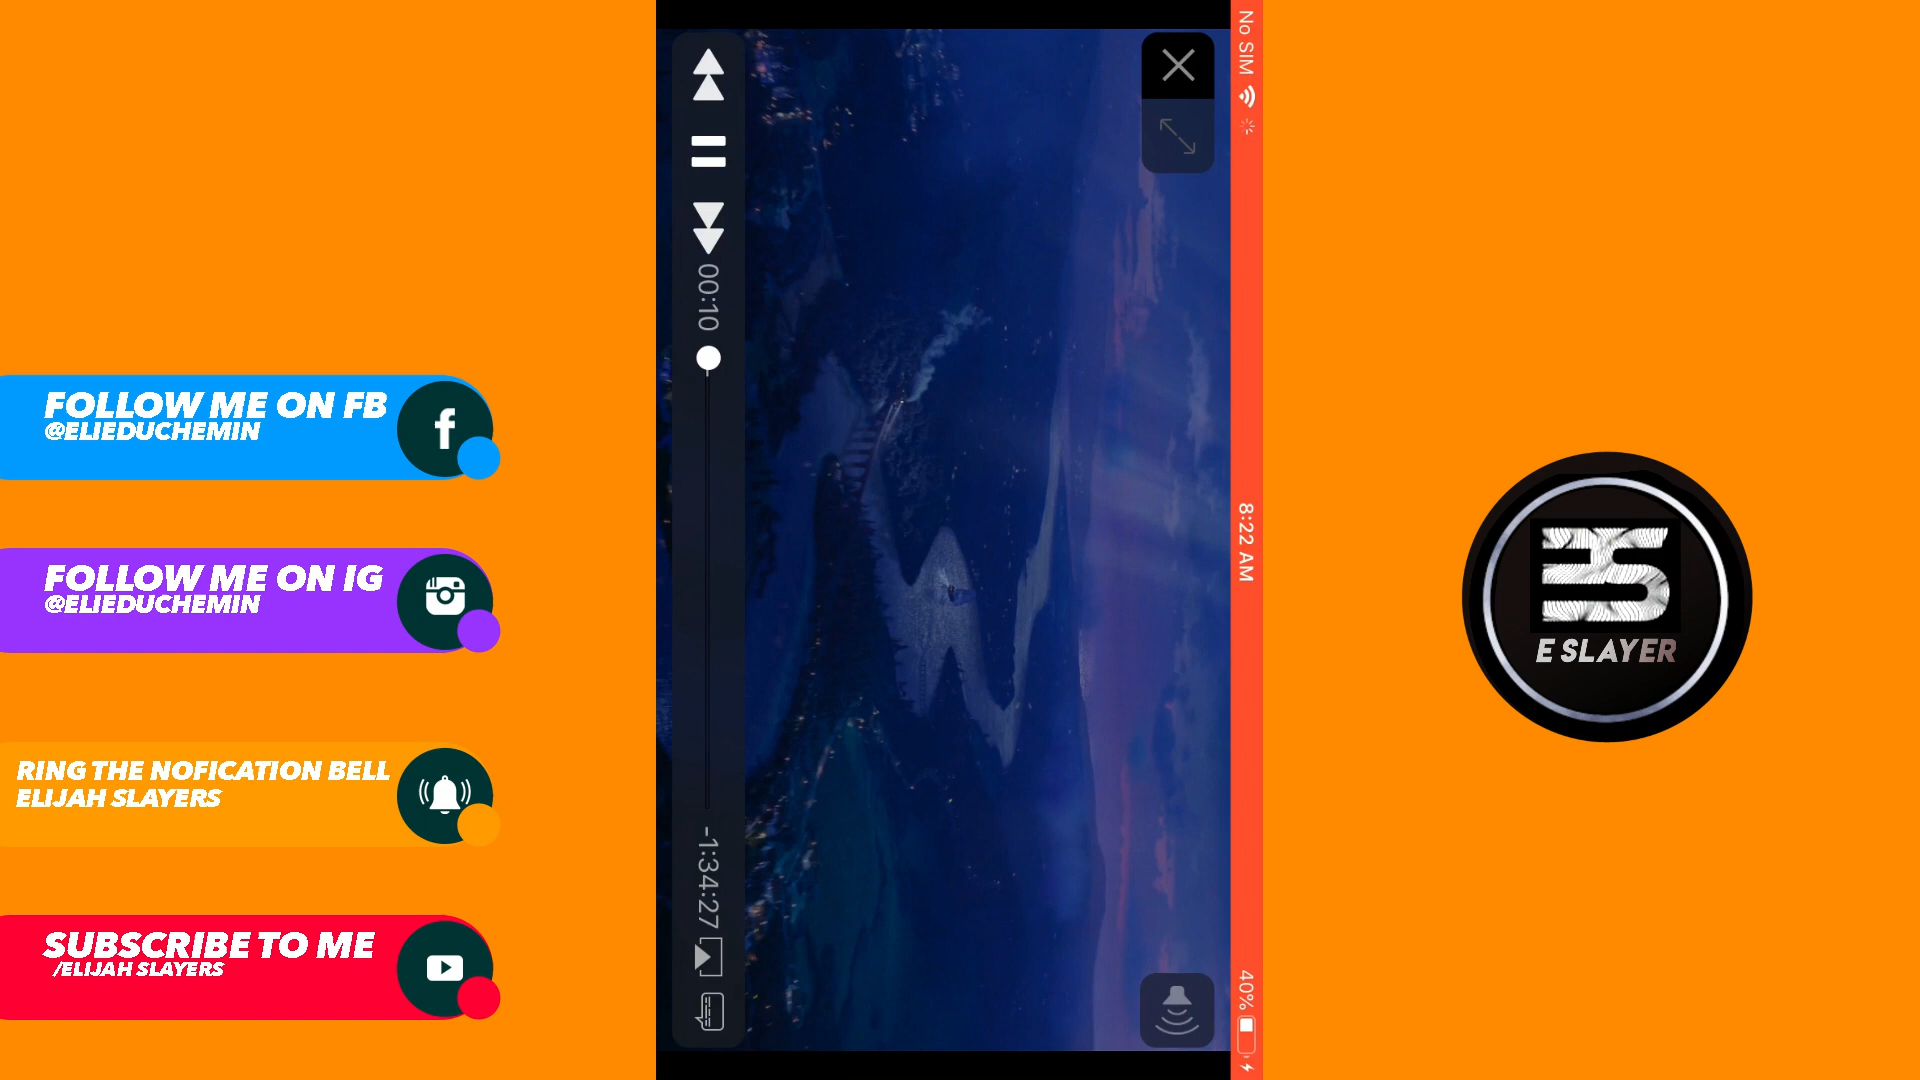 FOLLOW ME ON FB
@ELIEDUCHEMIN
FOLLOW ME ON IG
@ELIEDUCHEMIN
RING THE NOFICATION BELL
ELIJAH SLAYERS
SUBSCRIBE TO ME
/ELIJAH SLAYERS
00:10
-1:34:27
No SIM
8:22 AM
40%
E SLAYER